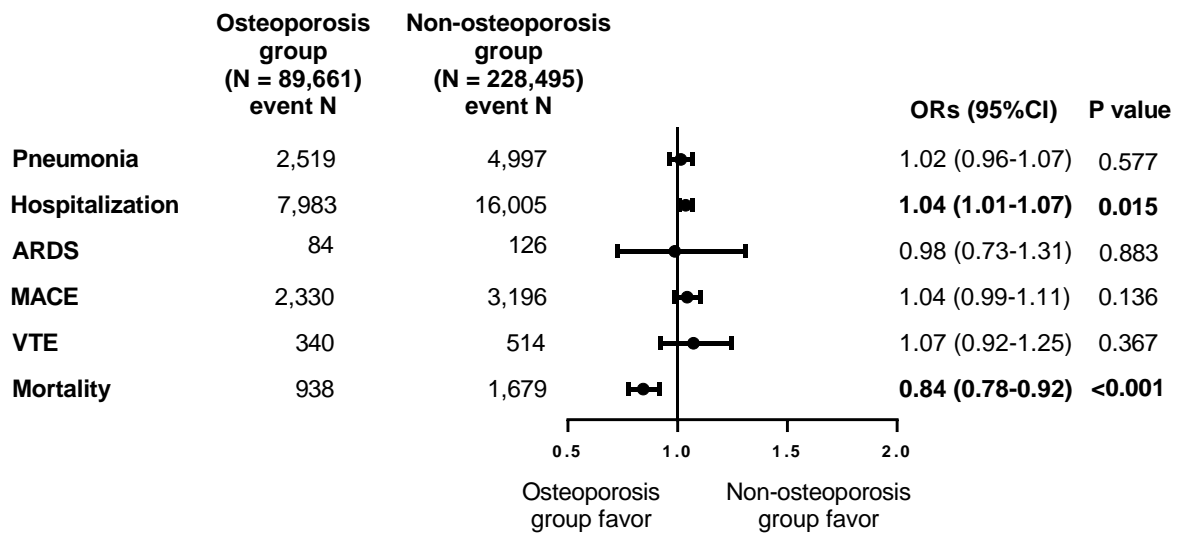 Osteoporosis Non-osteoporosis
group group
(N = 89,661) (N = 228,495)
event N event N ORs (95%CI) P value
Pneumonia 2,519 4,997 1.02 (0.96-1.07) 0.577
Hospitalization 7,983 16,005 1.04 (1.01-1.07) 0.015
ARDS 84 126 0.98 (0.73-1.31) 0.883
MACE 2,330 3,196 1.04 (0.99-1.11) 0.136
VTE 340 514 1.07 (0.92-1.25) 0.367
Mortality 938 1,679 0.84 (0.78-0.92) <0.001
0.5 1.0 1.5 2.0
Osteoporosis Non-osteoporosis
group favor group favor